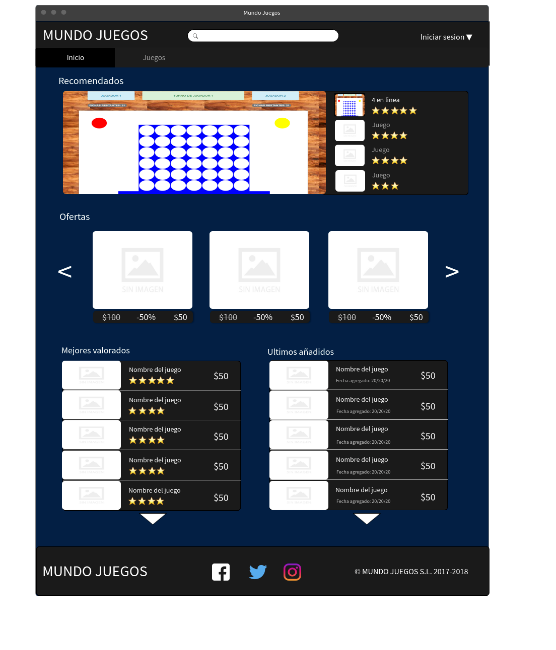 Mundo Juegos
MUNDO JUEGOS
Iniciar sesion ▼
Inicio
Juegos
Recomendados
4 en linea
Juego
Juego
Juego
Ofertas
<
SIN IMAGEN
SIN IMAGEN
SIN IMAGEN
>
$100 -50% $50
$100 -50% $50
$100 -50% $50
Mejores valorados
Nombre del juego
$50
Nombre del juego
$50
Nombre del juego
$50
Nombre del juego
$50
Nombre del juego
$50
Ultimos añadidos
Nombre del juego
Fecha agregado: 20/20/20
$50
Nombre del juego
Fecha agregado: 20/20/20
$50
Nombre del juego
Fecha agregado: 20/20/20
$50
Nombre del juego
Fecha agregado: 20/20/20
$50
Nombre del juego
Fecha agregado: 20/20/20
$50
MUNDO JUEGOS
© MUNDO JUEGOS S.L. 2017-2018